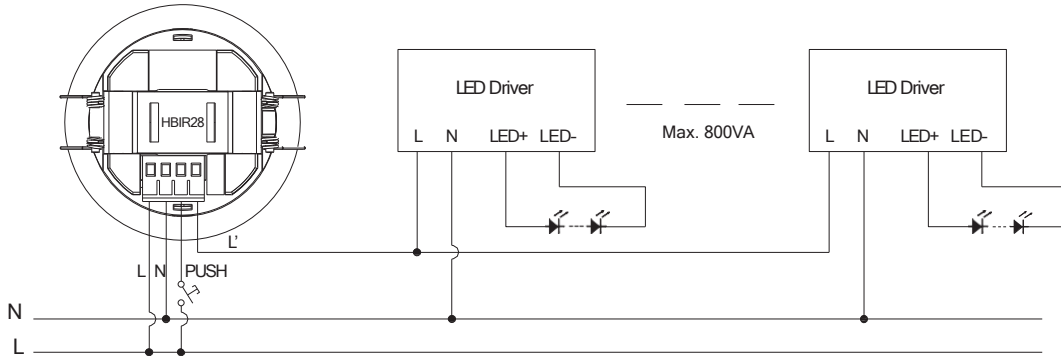 HBIR28
LED Driver
L N LED+ LED-
Max. 800VA
LED Driver
L N LED+ LED-
L'
L N PUSH
N
L